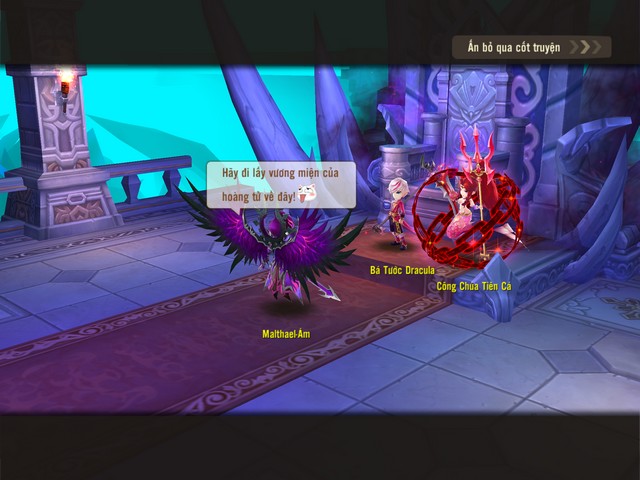 Ấn bỏ qua cốt truyện
Hãy đi lấy vương miện của
hoàng tử về đây!
Bá Tước Dracula
Công Chúa Tiên Cá
Malthael-Ám